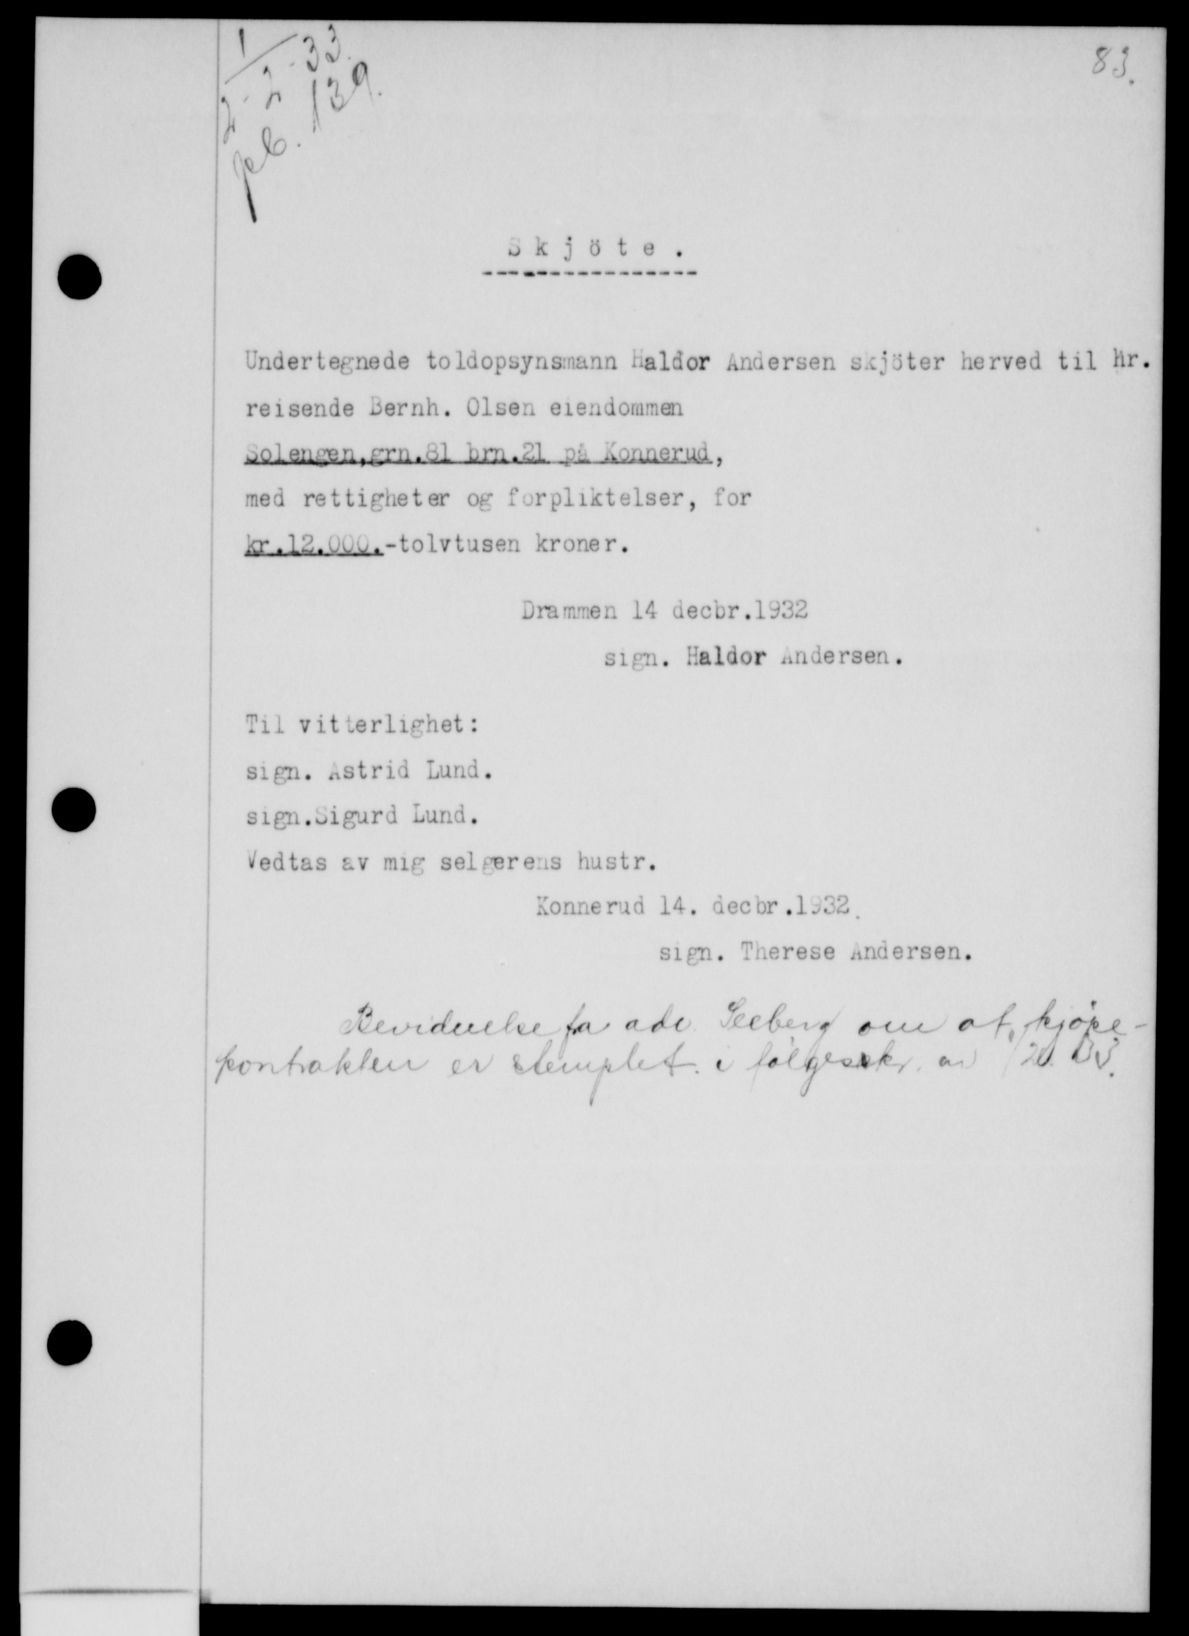 1
2-2-33.
pb. 139.
83.
Skjöte.
Undertegnede toldopsynsmann Haldor Andersen skjöter herved til hr.
reisende Bernh. Olsen eiendommen
Solengen,grn.81 brn.21 på Konnerud,
med rettigheter og forpliktelser, for
kr.12.000.-tolvtusen kroner.
Drammen 14 decbr.1932
sign. Haldor Andersen.
Til vitterlighet:
sign. Astrid Lund.
sign.Sigurd Lund.
Vedtas av mig selgerens hustr.
Konnerud 14. decbr.1932.
sign. Therese Andersen.
Bevidnelse fra adv. Seeberg om at kjøpe-
kontrakten er stemplet i følgeskr. av